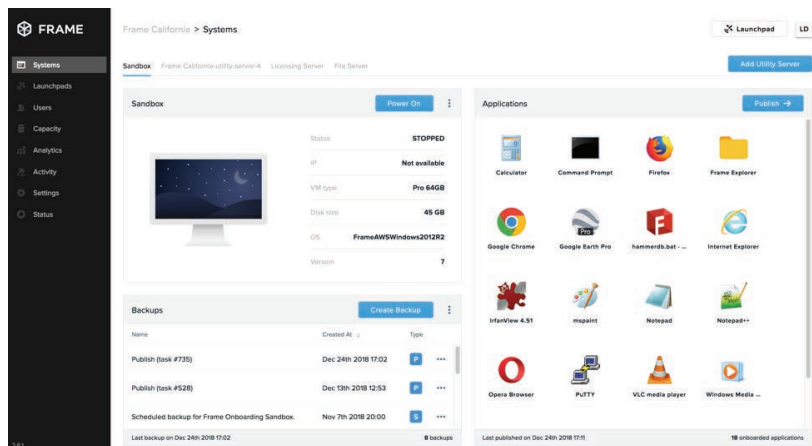 FRAME
Frame California > Systems
Launchpad
LD
Systems
Launchpads
Users
Capacity
Analytics
Activity
Settings
Status
Sandbox Frame California-utility-server-4 Licensing Server File Server
Add Utility Server
Sandbox
Power On
Status STOPPED
IP Not available
VM type Pro 64GB
Disk size 45 GB
OS FrameAWSWindows2012R2
Version 7
Backups
Create Backup
Name Created At Type
Publish (task #735) Dec 24th 2018 17:02 P
Publish (task #528) Dec 13th 2018 12:53 P
Scheduled backup for Frame Onboarding Sandbox. Nov 7th 2018 20:00 S
Last backup on Dec 24th 2018 17:02 8 backups
Applications
Publish →
Calculator Command Prompt Firefox Frame Explorer
Pro
Google Chrome Google Earth Pro hammerdb.bat - ... Internet Explorer
IrfanView 4.51 mspaint Notepad Notepad++
Opera Browser PuTTY VLC media player Windows Media ...
Last published on Dec 24th 2018 17:11 18 onboarded applications